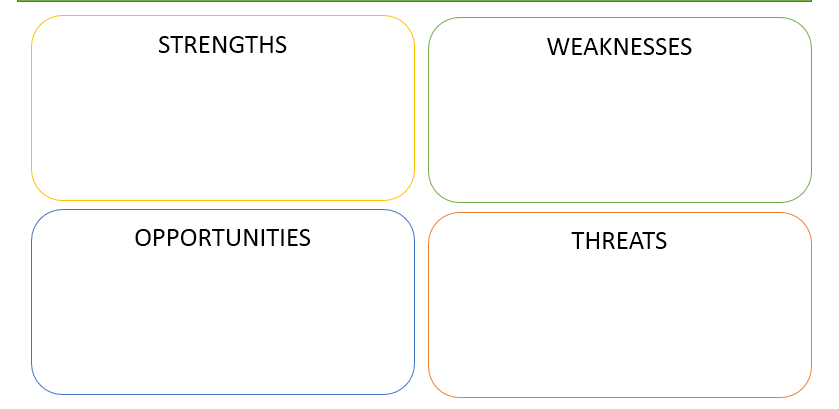 STRENGTHS
WEAKNESSES
OPPORTUNITIES
THREATS